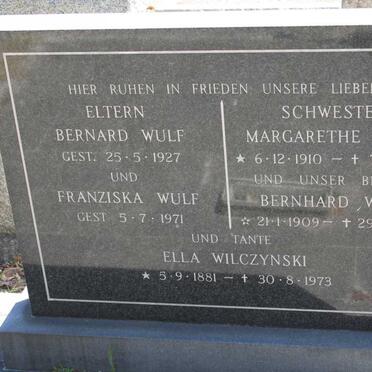 HIER RUHEN IN FRIEDEN UNSERE LIEBE
ELTERN
BERNARD WULF
GEST. 25-5-1927
UND
FRANZISKA WULF
GEST 5-7-1971
SCHWESTE
MARGARETHE
★ 6-12-1910 – ✝
UND UNSER B
BERNHARD W
☆ 21-1-1909 – ✝ 29
UND TANTE
ELLA WILCZYNSKI
★ 5-9-1881 – ✝ 30-8-1973